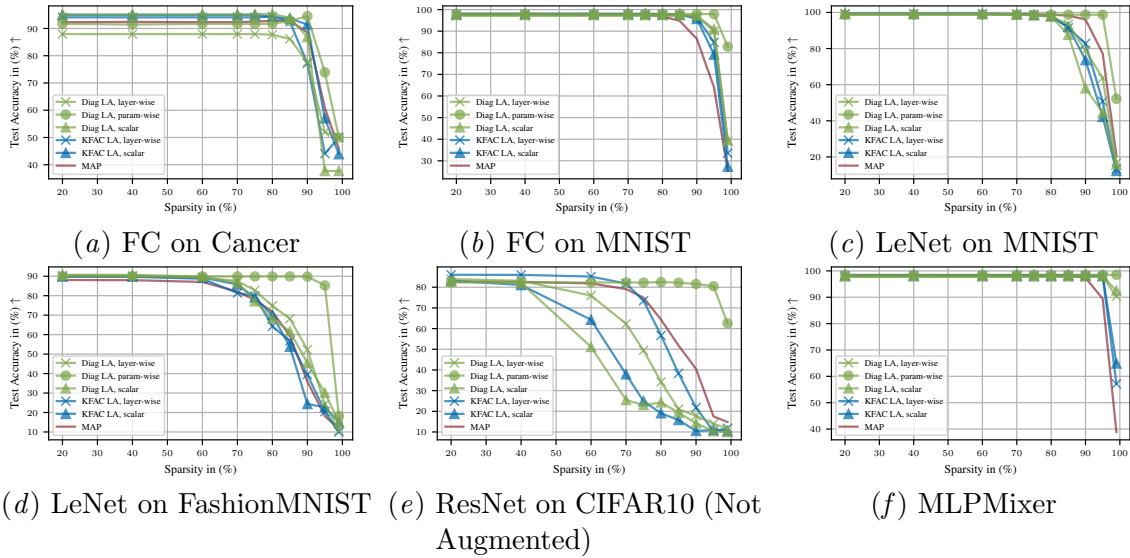 Test Accuracy in (%) ↑
90
80
70
60
50
40
Diag LA, layer-wise
Diag LA, param-wise
Diag LA, scalar
KFAC LA, layer-wise
KFAC LA, scalar
MAP
20 30 40 50 60 70 80 90 100
Sparsity in (%)
(a) FC on Cancer
Test Accuracy in (%) ↑
100
90
80
70
60
50
40
30
Diag LA, layer-wise
Diag LA, param-wise
Diag LA, scalar
KFAC LA, layer-wise
KFAC LA, scalar
MAP
20 30 40 50 60 70 80 90 100
Sparsity in (%)
(b) FC on MNIST
Test Accuracy in (%) ↑
100
80
60
40
20
Diag LA, layer-wise
Diag LA, param-wise
Diag LA, scalar
KFAC LA, layer-wise
KFAC LA, scalar
MAP
20 30 40 50 60 70 80 90 100
Sparsity in (%)
(c) LeNet on MNIST
Test Accuracy in (%) ↑
90
80
70
60
50
40
30
20
10
Diag LA, layer-wise
Diag LA, param-wise
Diag LA, scalar
KFAC LA, layer-wise
KFAC LA, scalar
MAP
20 30 40 50 60 70 80 90 100
Sparsity in (%)
(d) LeNet on FashionMNIST
Test Accuracy in (%) ↑
80
70
60
50
40
30
20
10
Diag LA, layer-wise
Diag LA, param-wise
Diag LA, scalar
KFAC LA, layer-wise
KFAC LA, scalar
MAP
20 30 40 50 60 70 80 90 100
Sparsity in (%)
(e) ResNet on CIFAR10 (Not
Augmented)
Test Accuracy in (%) ↑
100
90
80
70
60
50
40
Diag LA, layer-wise
Diag LA, param-wise
Diag LA, scalar
KFAC LA, layer-wise
KFAC LA, scalar
MAP
20 30 40 50 60 70 80 90 100
Sparsity in (%)
(f) MLPMixer